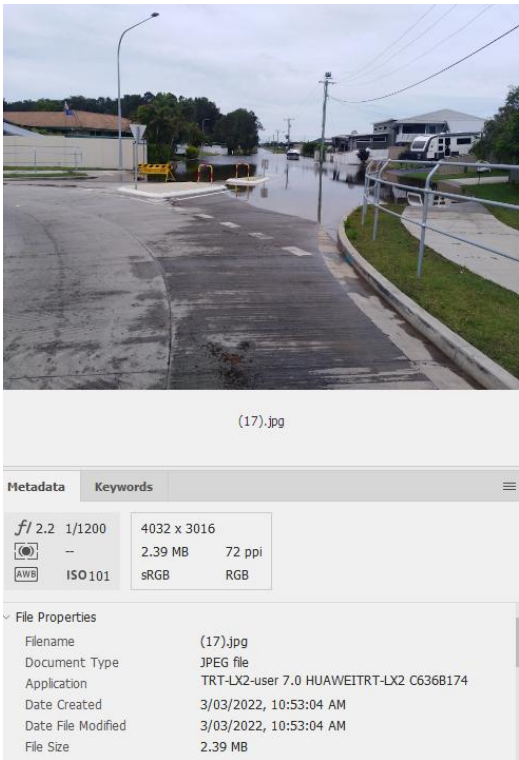 (17).jpg
Metadata Keywords
f/ 2.2 1/1200
--
AWB ISO 101
4032 x 3016
2.39 MB 72 ppi
sRGB RGB
File Properties
Filename (17).jpg
Document Type JPEG file
Application TRT-LX2-user 7.0 HUAWEITRT-LX2 C636B174
Date Created 3/03/2022, 10:53:04 AM
Date File Modified 3/03/2022, 10:53:04 AM
File Size 2.39 MB